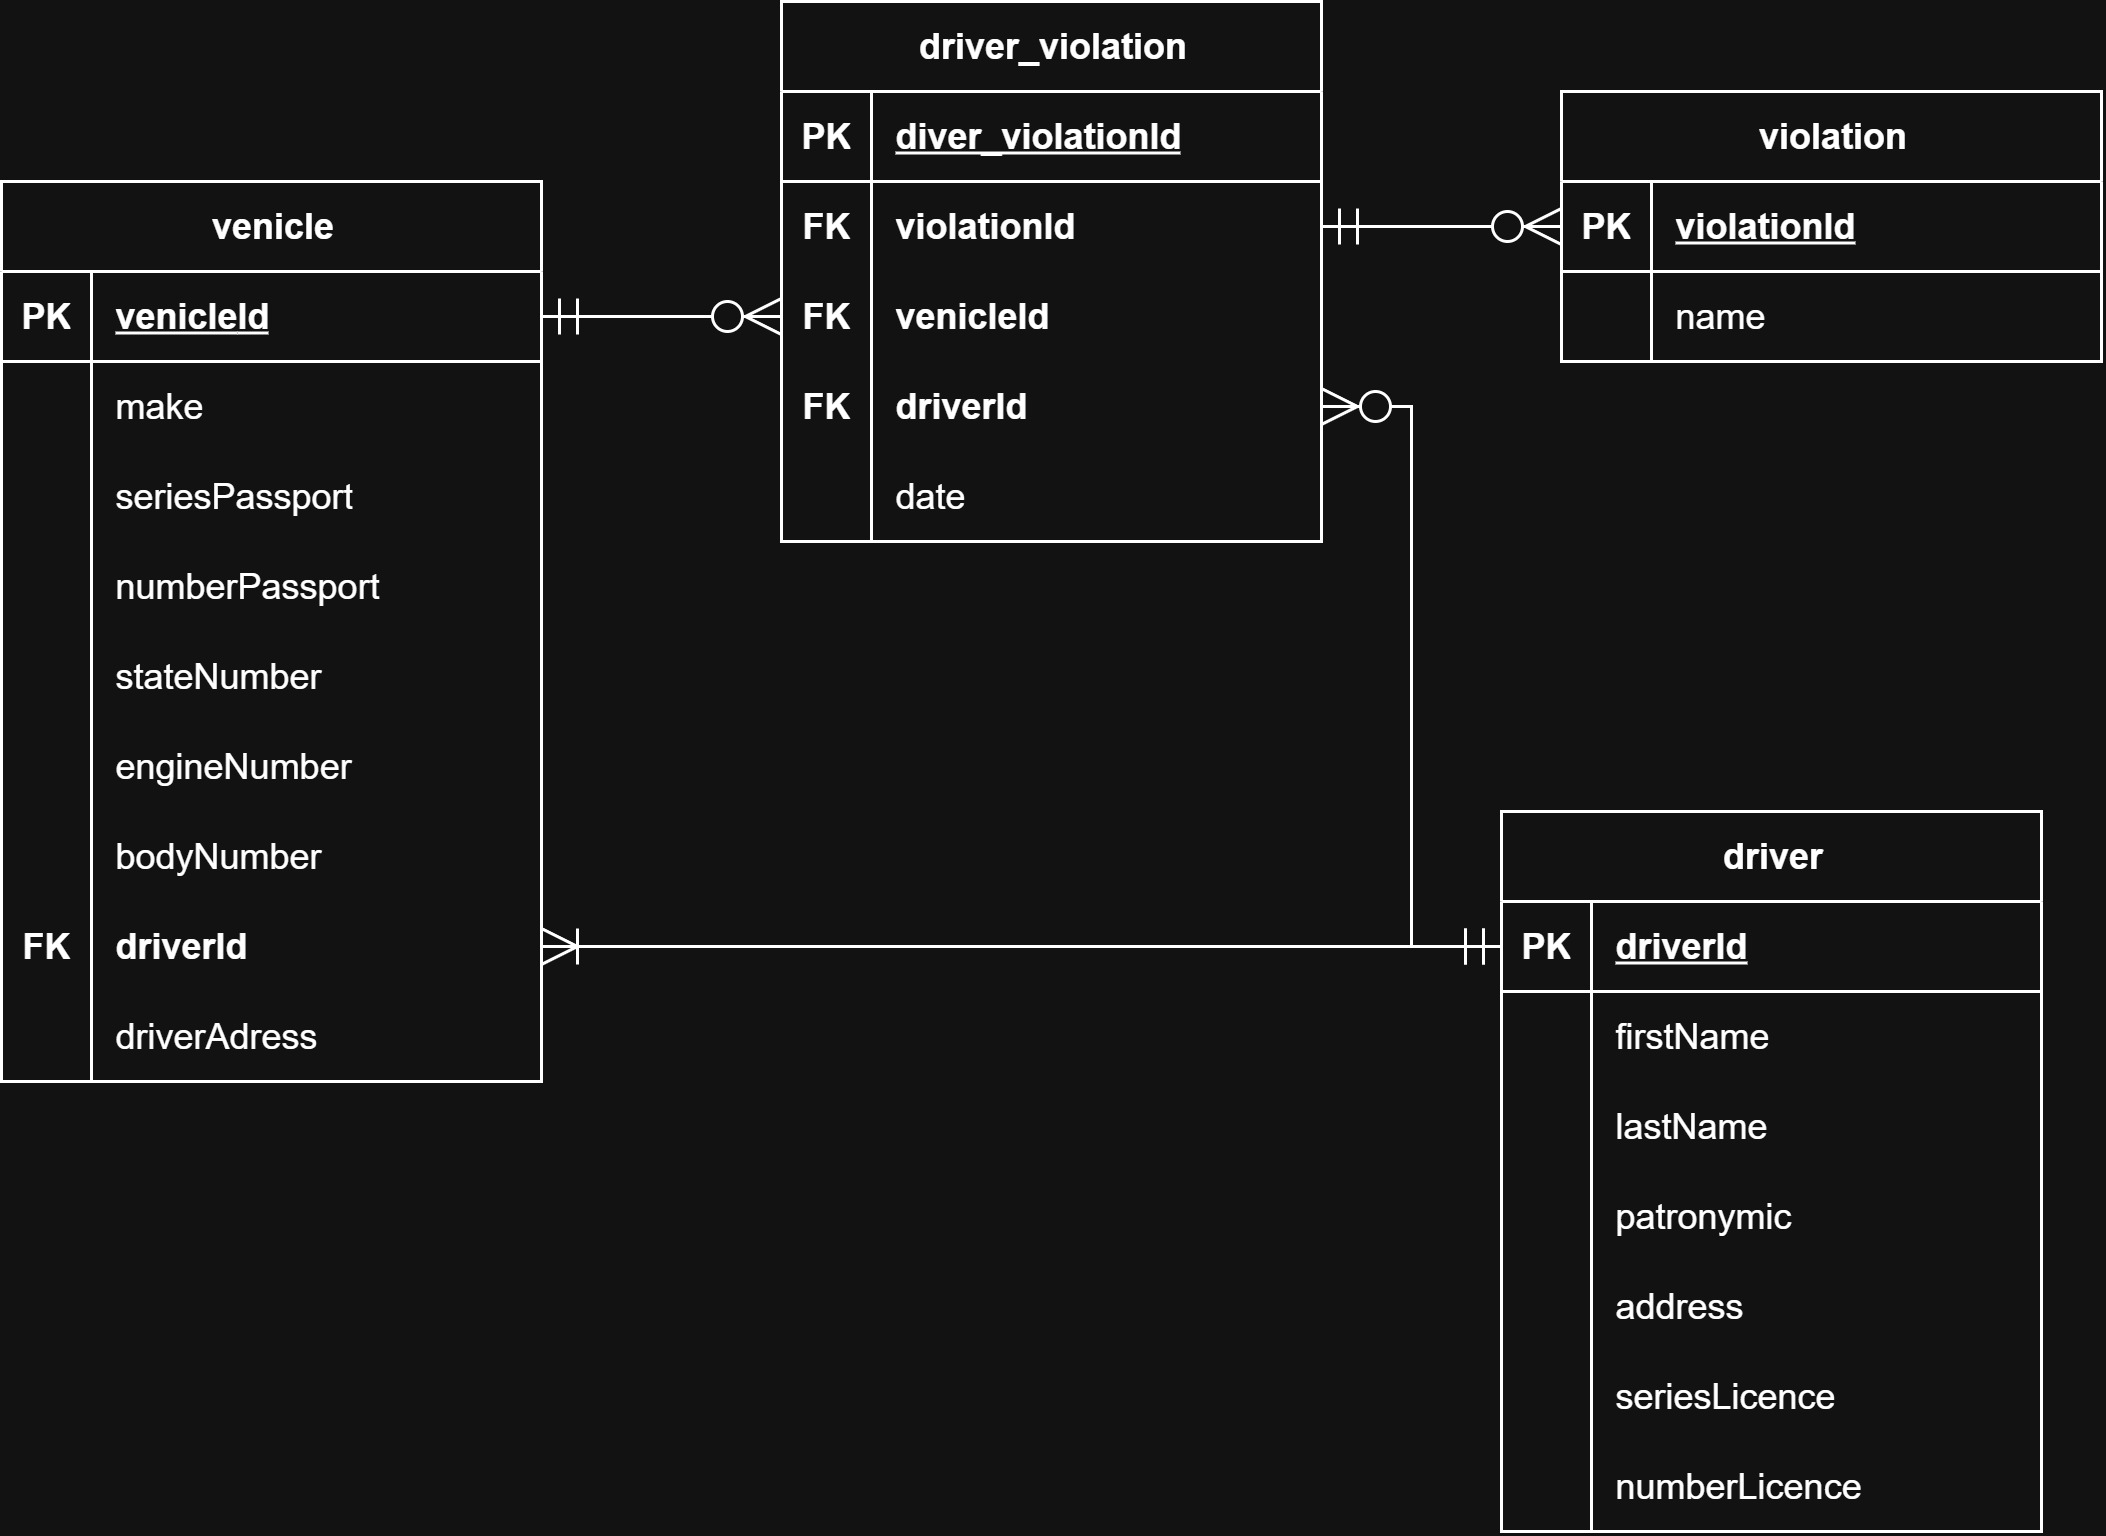 driver_violation
PK diver_violationId
FK violationId
FK venicleId
FK driverId
date
violation
PK violationId
name
venicle
PK venicleId
make
seriesPassport
numberPassport
stateNumber
engineNumber
bodyNumber
FK driverId
driverAdress
driver
PK driverId
firstName
lastName
patronymic
address
seriesLicence
numberLicence